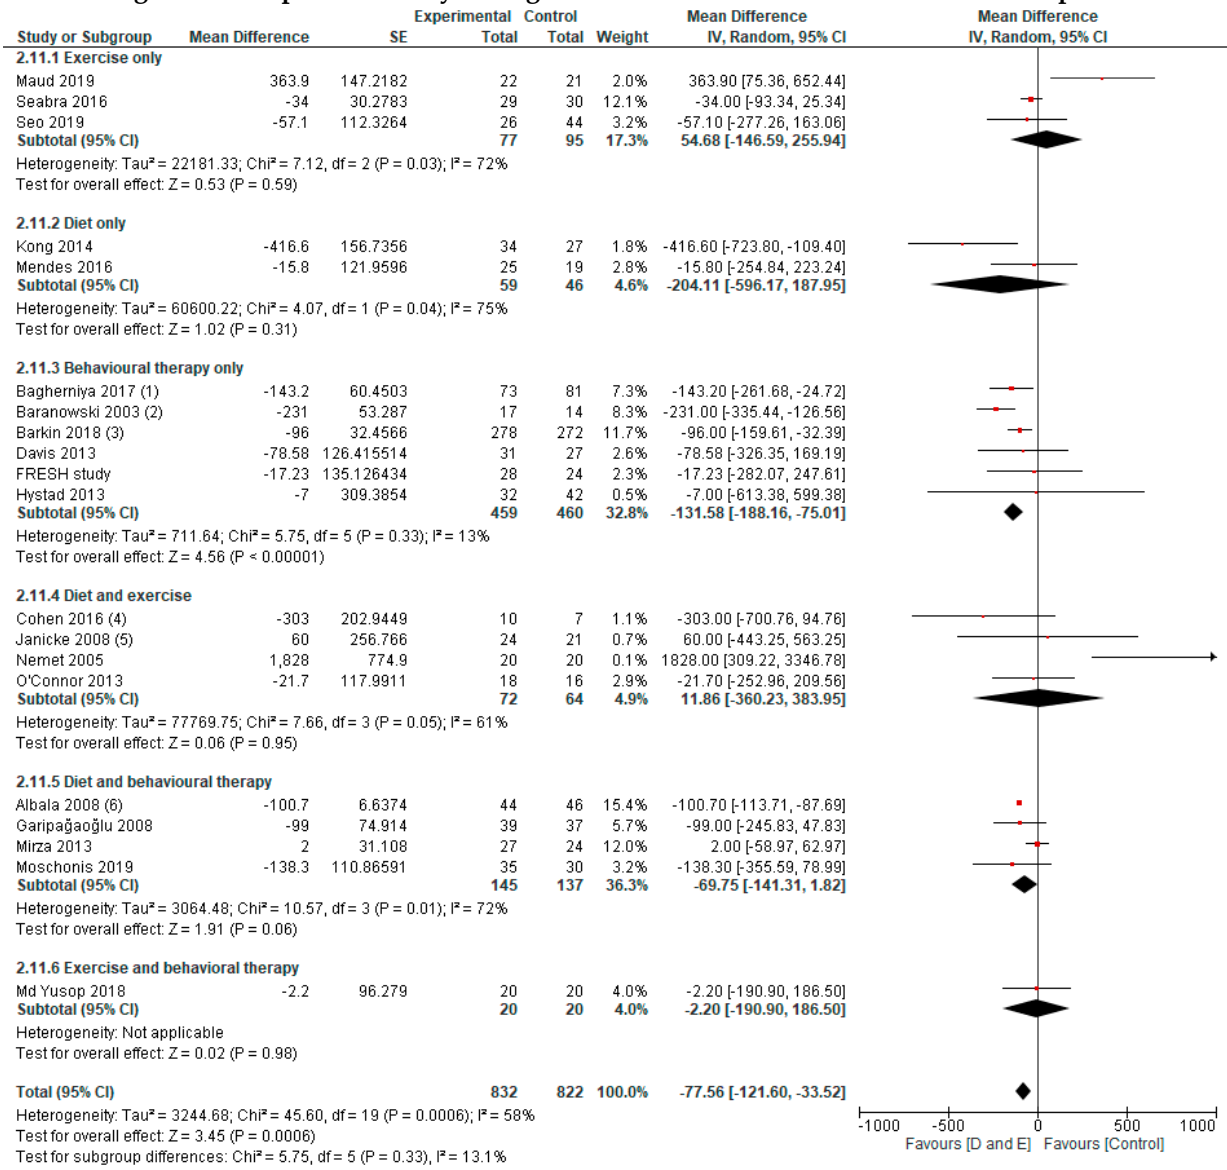 Experimental Control Mean Difference Mean Difference
Study or Subgroup Mean Difference SE Total Total Weight IV, Random, 95% CI IV, Random, 95% CI
2.11.1 Exercise only
Maud 2019 363.9 147.2182 22 21 2.0% 363.90 [75.36, 652.44]
Seabra 2016 -34 30.2783 29 30 12.1% -34.00 [-93.34, 25.34]
Seo 2019 -57.1 112.3264 26 44 3.2% -57.10 [-277.26, 163.06]
Subtotal (95% CI) 77 95 17.3% 54.68 [-146.59, 255.94]
Heterogeneity: Tau² = 22181.33; Chi² = 7.12, df = 2 (P = 0.03); I² = 72%
Test for overall effect: Z = 0.53 (P = 0.59)
2.11.2 Diet only
Kong 2014 -416.6 156.7356 34 27 1.8% -416.60 [-723.80, -109.40]
Mendes 2016 -15.8 121.9596 25 19 2.8% -15.80 [-254.84, 223.24]
Subtotal (95% CI) 59 46 4.6% -204.11 [-596.17, 187.95]
Heterogeneity: Tau² = 60600.22; Chi² = 4.07, df = 1 (P = 0.04); I² = 75%
Test for overall effect: Z = 1.02 (P = 0.31)
2.11.3 Behavioural therapy only
Bagherniya 2017 (1) -143.2 60.4503 73 81 7.3% -143.20 [-261.68, -24.72]
Baranowski 2003 (2) -231 53.287 17 14 8.3% -231.00 [-335.44, -126.56]
Barkin 2018 (3) -96 32.4566 278 272 11.7% -96.00 [-159.61, -32.39]
Davis 2013 -78.58 126.415514 31 27 2.6% -78.58 [-326.35, 169.19]
FRESH study -17.23 135.126434 28 24 2.3% -17.23 [-282.07, 247.61]
Hystad 2013 -7 309.3854 32 42 0.5% -7.00 [-613.38, 599.38]
Subtotal (95% CI) 459 460 32.8% -131.58 [-188.16, -75.01]
Heterogeneity: Tau² = 711.64; Chi² = 5.75, df = 5 (P = 0.33); I² = 13%
Test for overall effect: Z = 4.56 (P < 0.00001)
2.11.4 Diet and exercise
Cohen 2016 (4) -303 202.9449 10 7 1.1% -303.00 [-700.76, 94.76]
Janicke 2008 (5) 60 256.766 24 21 0.7% 60.00 [-443.25, 563.25]
Nemet 2005 1,828 774.9 20 20 0.1% 1828.00 [309.22, 3346.78]
O'Connor 2013 -21.7 117.9911 18 16 2.9% -21.70 [-252.96, 209.56]
Subtotal (95% CI) 72 64 4.9% 11.86 [-360.23, 383.95]
Heterogeneity: Tau² = 77769.75; Chi² = 7.66, df = 3 (P = 0.05); I² = 61%
Test for overall effect: Z = 0.06 (P = 0.95)
2.11.5 Diet and behavioural therapy
Albala 2008 (6) -100.7 6.6374 44 46 15.4% -100.70 [-113.71, -87.69]
Garipağaoğlu 2008 -99 74.914 39 37 5.7% -99.00 [-245.83, 47.83]
Mirza 2013 2 31.108 27 24 12.0% 2.00 [-58.97, 62.97]
Moschonis 2019 -138.3 110.86591 35 30 3.2% -138.30 [-355.59, 78.99]
Subtotal (95% CI) 145 137 36.3% -69.75 [-141.31, 1.82]
Heterogeneity: Tau² = 3064.48; Chi² = 10.57, df = 3 (P = 0.01); I² = 72%
Test for overall effect: Z = 1.91 (P = 0.06)
2.11.6 Exercise and behavioral therapy
Md Yusop 2018 -2.2 96.279 20 20 4.0% -2.20 [-190.90, 186.50]
Subtotal (95% CI) 20 20 4.0% -2.20 [-190.90, 186.50]
Heterogeneity: Not applicable
Test for overall effect: Z = 0.02 (P = 0.98)
Total (95% CI) 832 822 100.0% -77.56 [-121.60, -33.52]
Heterogeneity: Tau² = 3244.68; Chi² = 45.60, df = 19 (P = 0.0006); I² = 58%
Test for overall effect: Z = 3.45 (P = 0.0006)
Test for subgroup differences: Chi² = 5.75, df = 5 (P = 0.33), I² = 13.1%
-1000 -500 0 500 1000
Favours [D and E] Favours [Control]